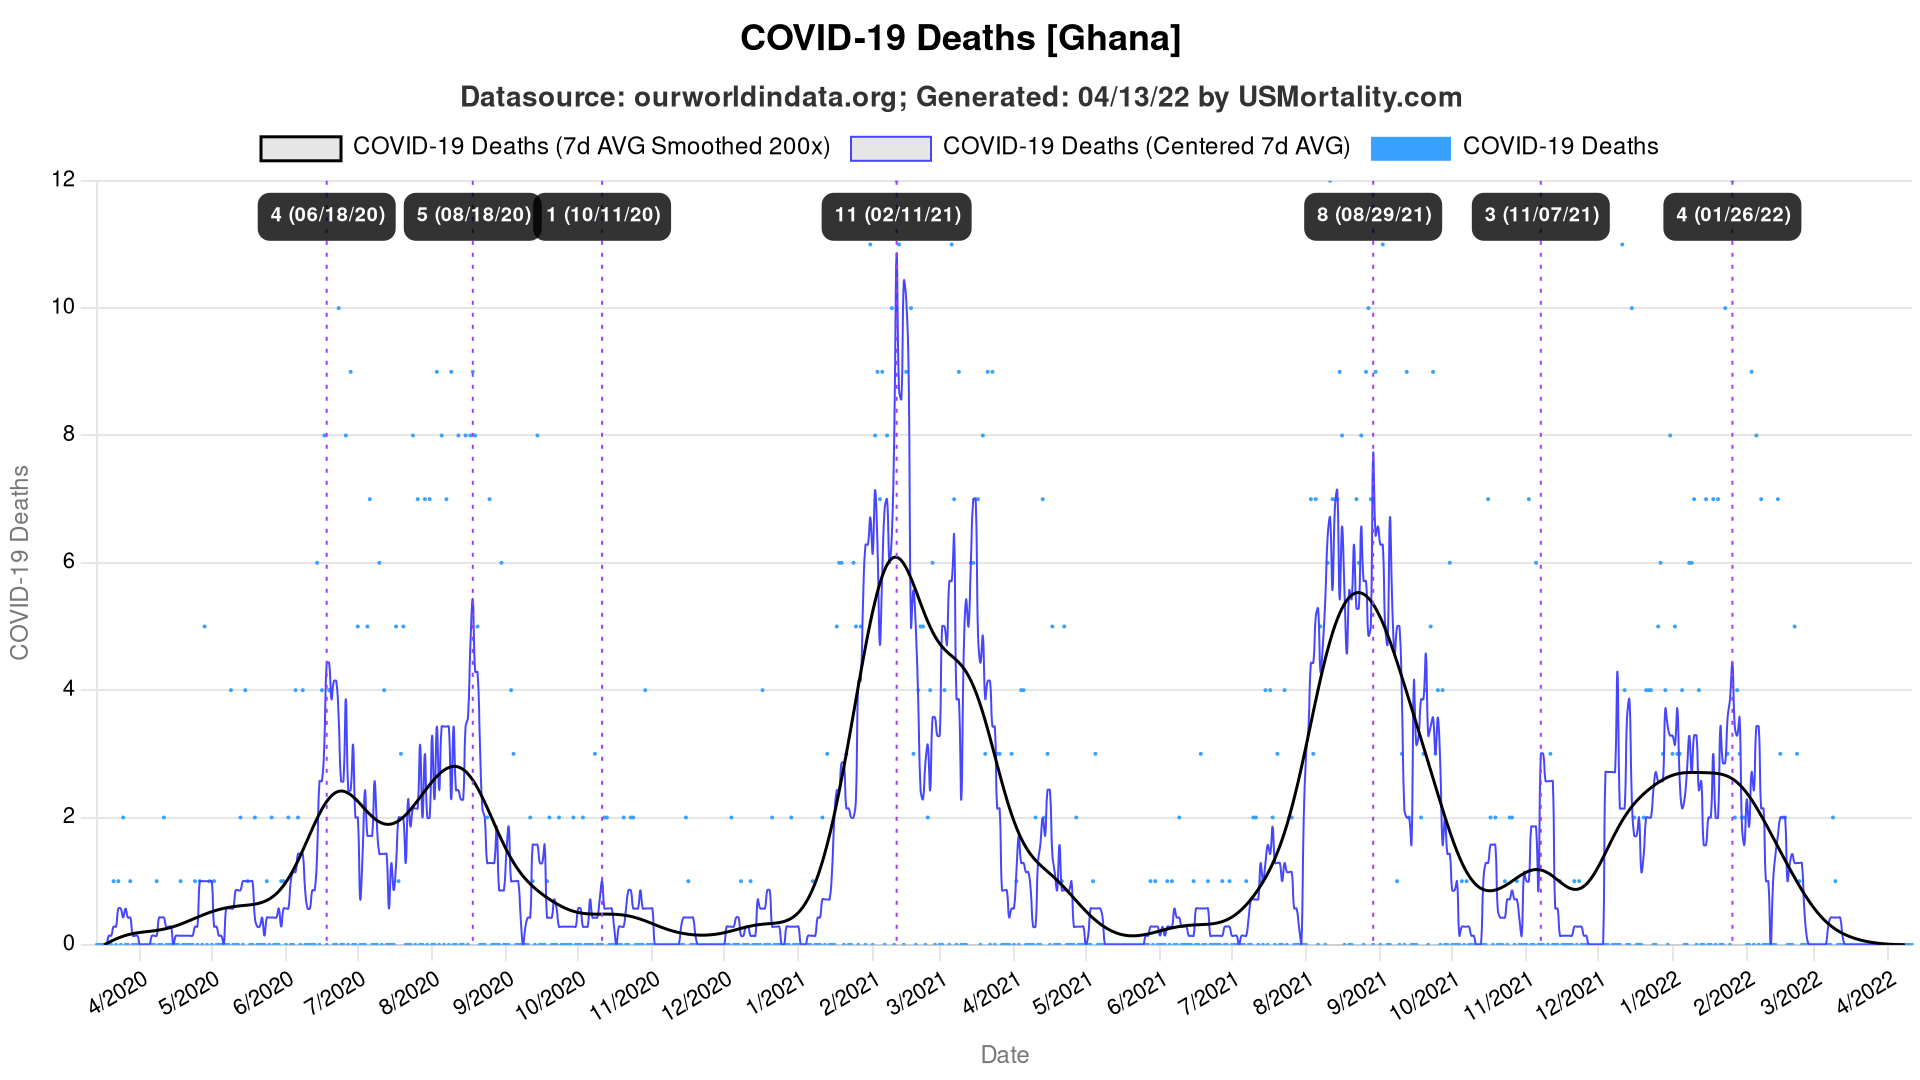 COVID-19 Deaths [Ghana]
Datasource: ourworldindata.org; Generated: 04/13/22 by USMortality.com
COVID-19 Deaths (7d AVG Smoothed 200x) COVID-19 Deaths (Centered 7d AVG) COVID-19 Deaths
12
4 (06/18/20) 5 (08/18/20) 1 (10/11/20) 11 (02/11/21) 8 (08/29/21) 3 (11/07/21) 4 (01/26/22)
10
8
6
4
2
0
COVID-19 Deaths
4/2020 5/2020 6/2020 7/2020 8/2020 9/2020 10/2020 11/2020 12/2020 1/2021 2/2021 3/2021 4/2021 5/2021 6/2021 7/2021 8/2021 9/2021 10/2021 11/2021 12/2021 1/2022 2/2022 3/2022 4/2022
Date